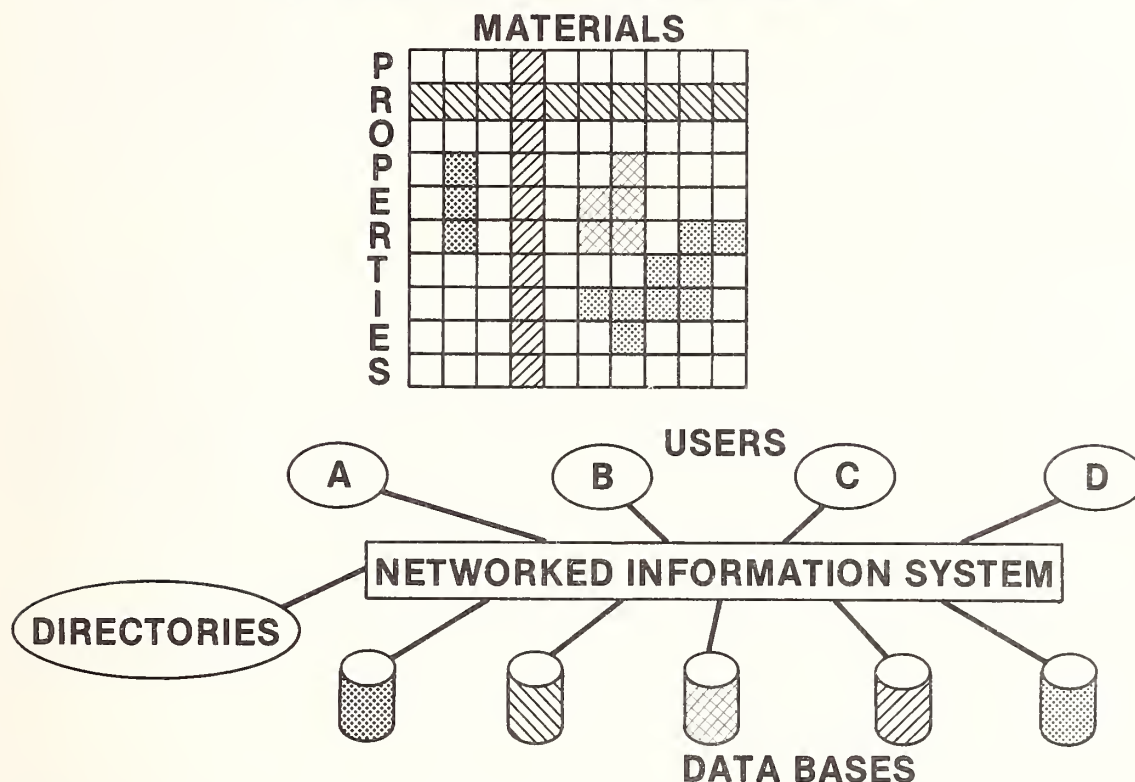 MATERIALS
PROPERTIES
USERS
A B C D
NETWORKED INFORMATION SYSTEM
DIRECTORIES
DATA BASES